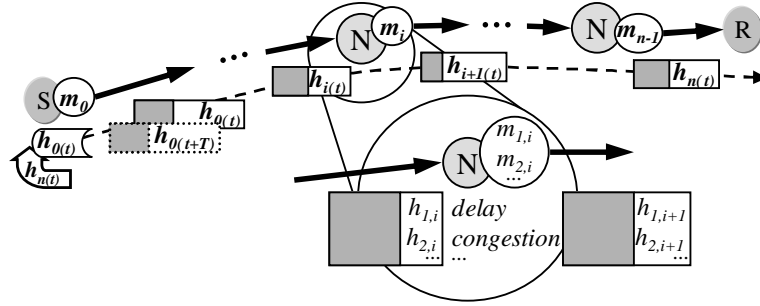 N m_i ... N m_{n-1} R
...
S m_0 h_{i(t)} h_{i+1(t)} h_{n(t)}
h_{0(t)}
h_{0(t)} h_{0(t+T)}
h_{n(t)}
N m_{1,i}
m_{2,i}
...
h_{1,i} delay h_{1,i+1}
h_{2,i} congestion h_{2,i+1}
... ... ...